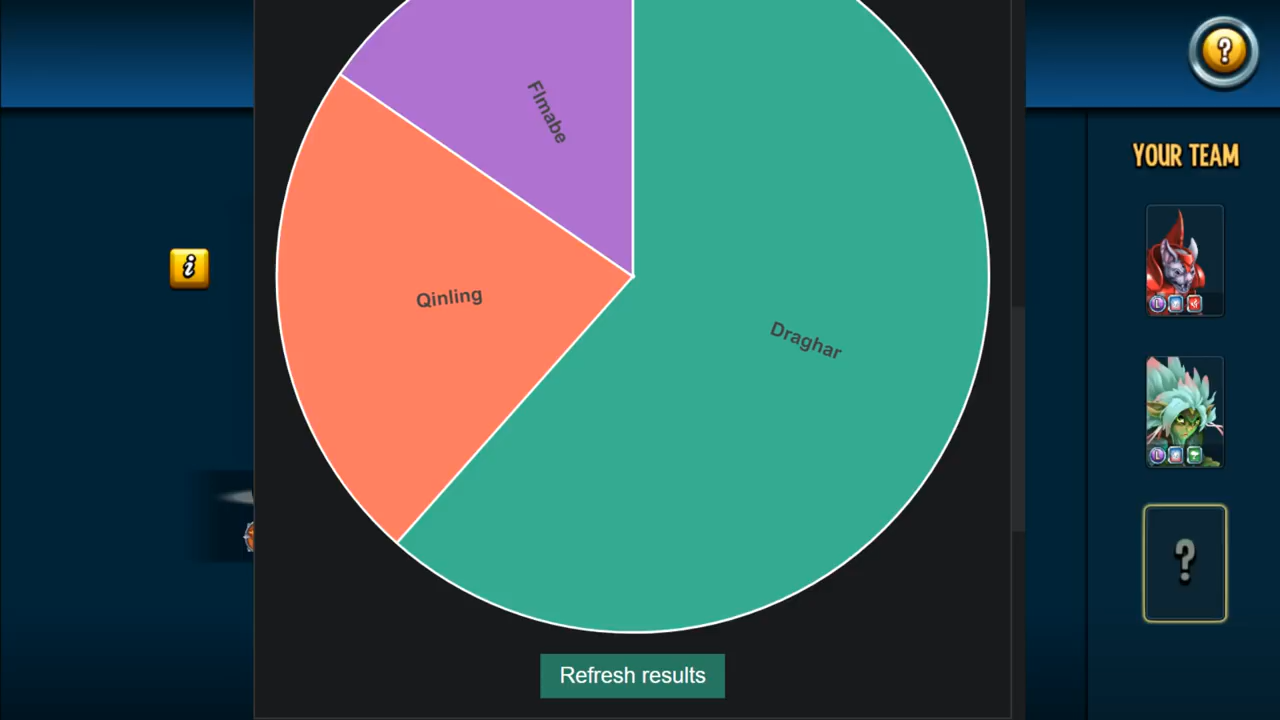 ?
YOUR TEAM
Flmabe
i
Qinling
Draghar
L
L
?
Refresh results